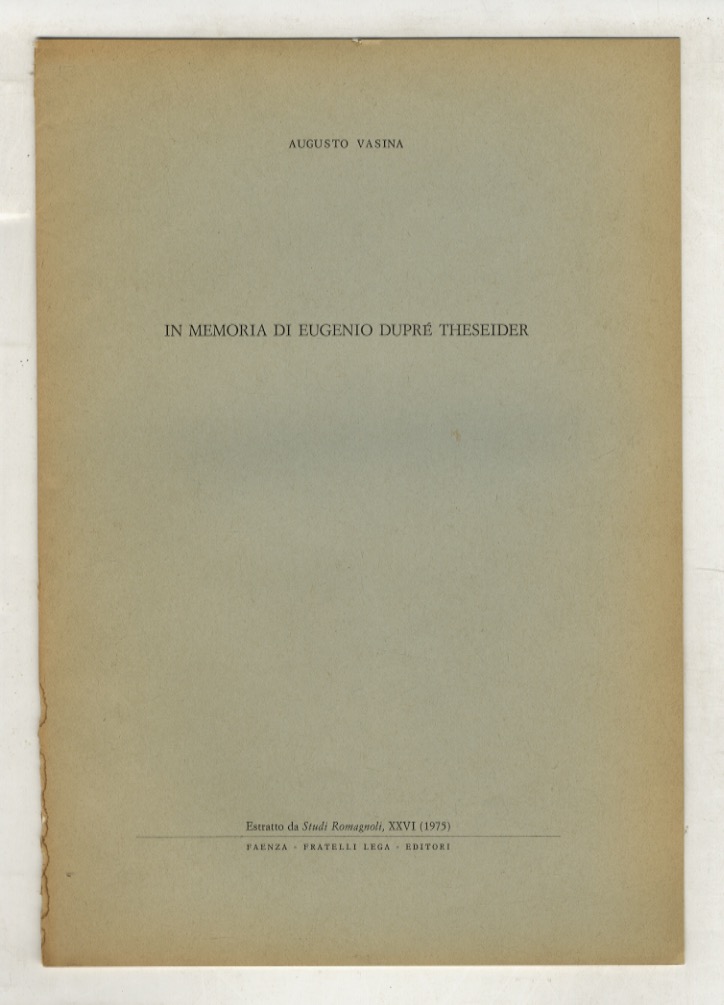 AUGUSTO VASINA
IN MEMORIA DI EUGENIO DUPRÉ THESEIDER
Estratto da Studi Romagnoli, XXVI (1975)
FAENZA - FRATELLI LEGA - EDITORI